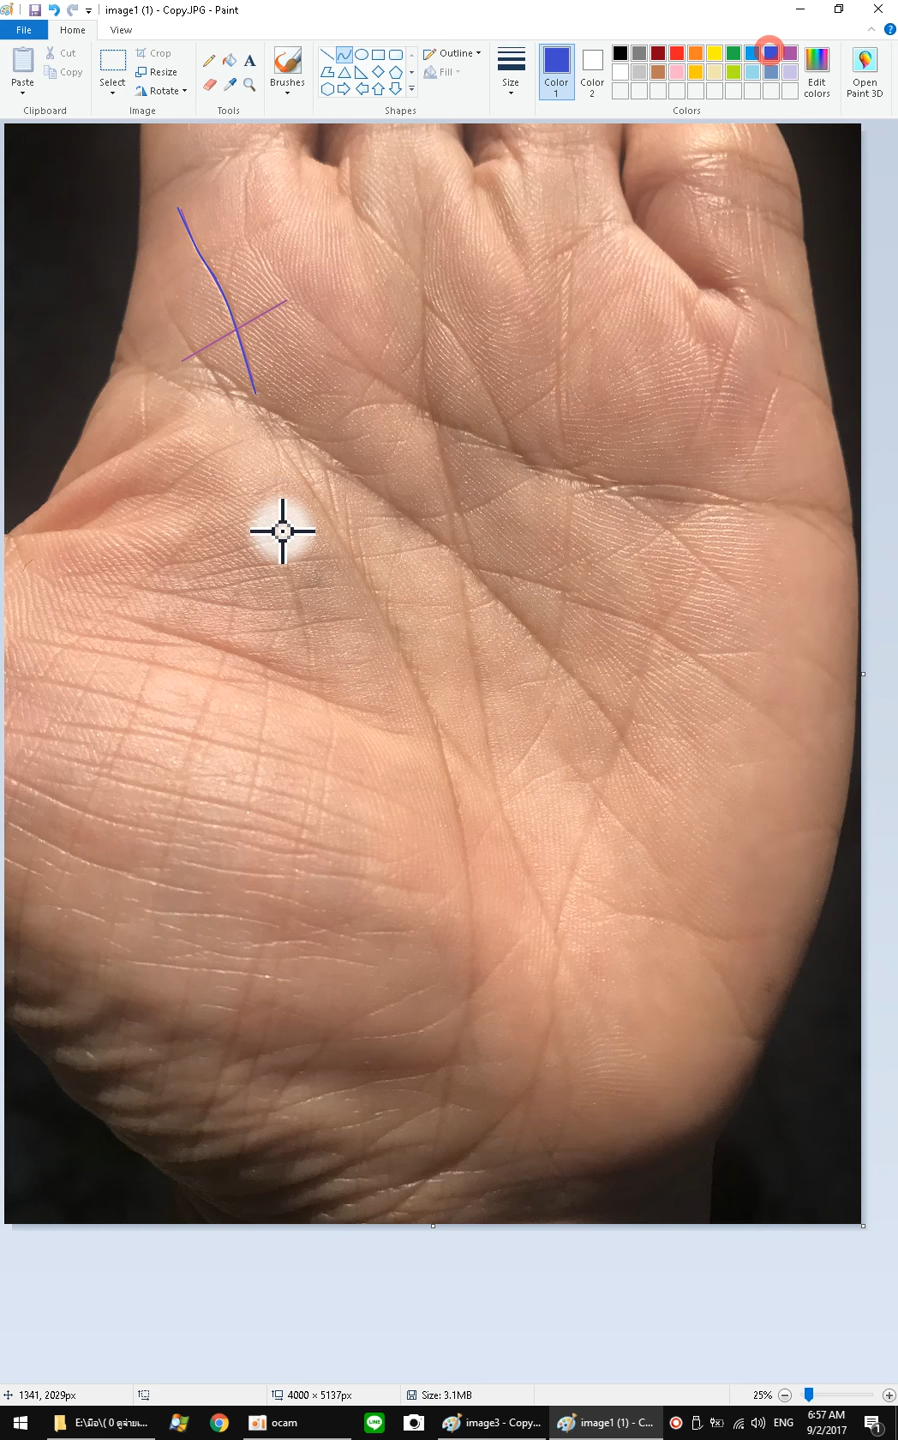 image1 (1) - Copy.JPG - Paint
File Home View
Paste
Cut
Copy
Clipboard
Select
Crop
Resize
Rotate
Image
A
Tools
Brushes
Outline
Fill
Shapes
Size
Color 1
Color 2
Colors
Edit colors
Open Paint 3D
1341, 2029px
4000 × 5137px
Size: 3.1MB
25%
ocam
LINE
image3 - Copy...
image1 (1) - C...
ENG
6:57 AM
9/2/2017
1